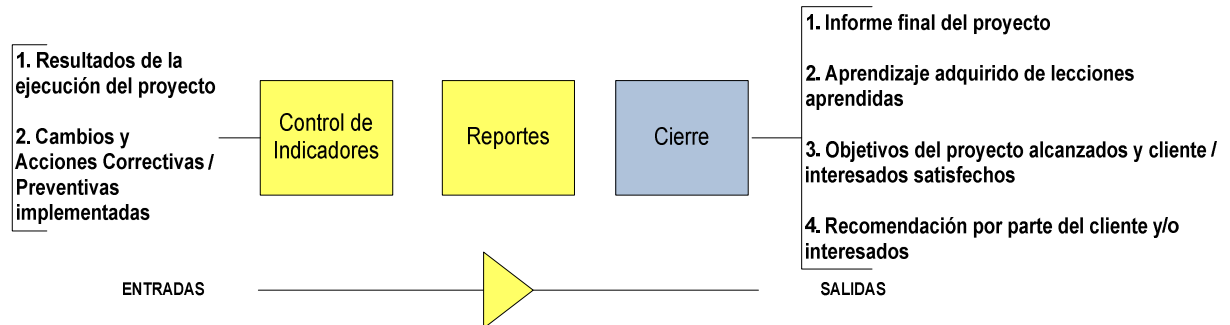 1. Resultados de la
ejecución del proyecto
2. Cambios y
Acciones Correctivas /
Preventivas
implementadas
Control de
Indicadores
Reportes
Cierre
1. Informe final del proyecto
2. Aprendizaje adquirido de lecciones
aprendidas
3. Objetivos del proyecto alcanzados y cliente /
interesados satisfechos
4. Recomendación por parte del cliente y/o
interesados
ENTRADAS
SALIDAS